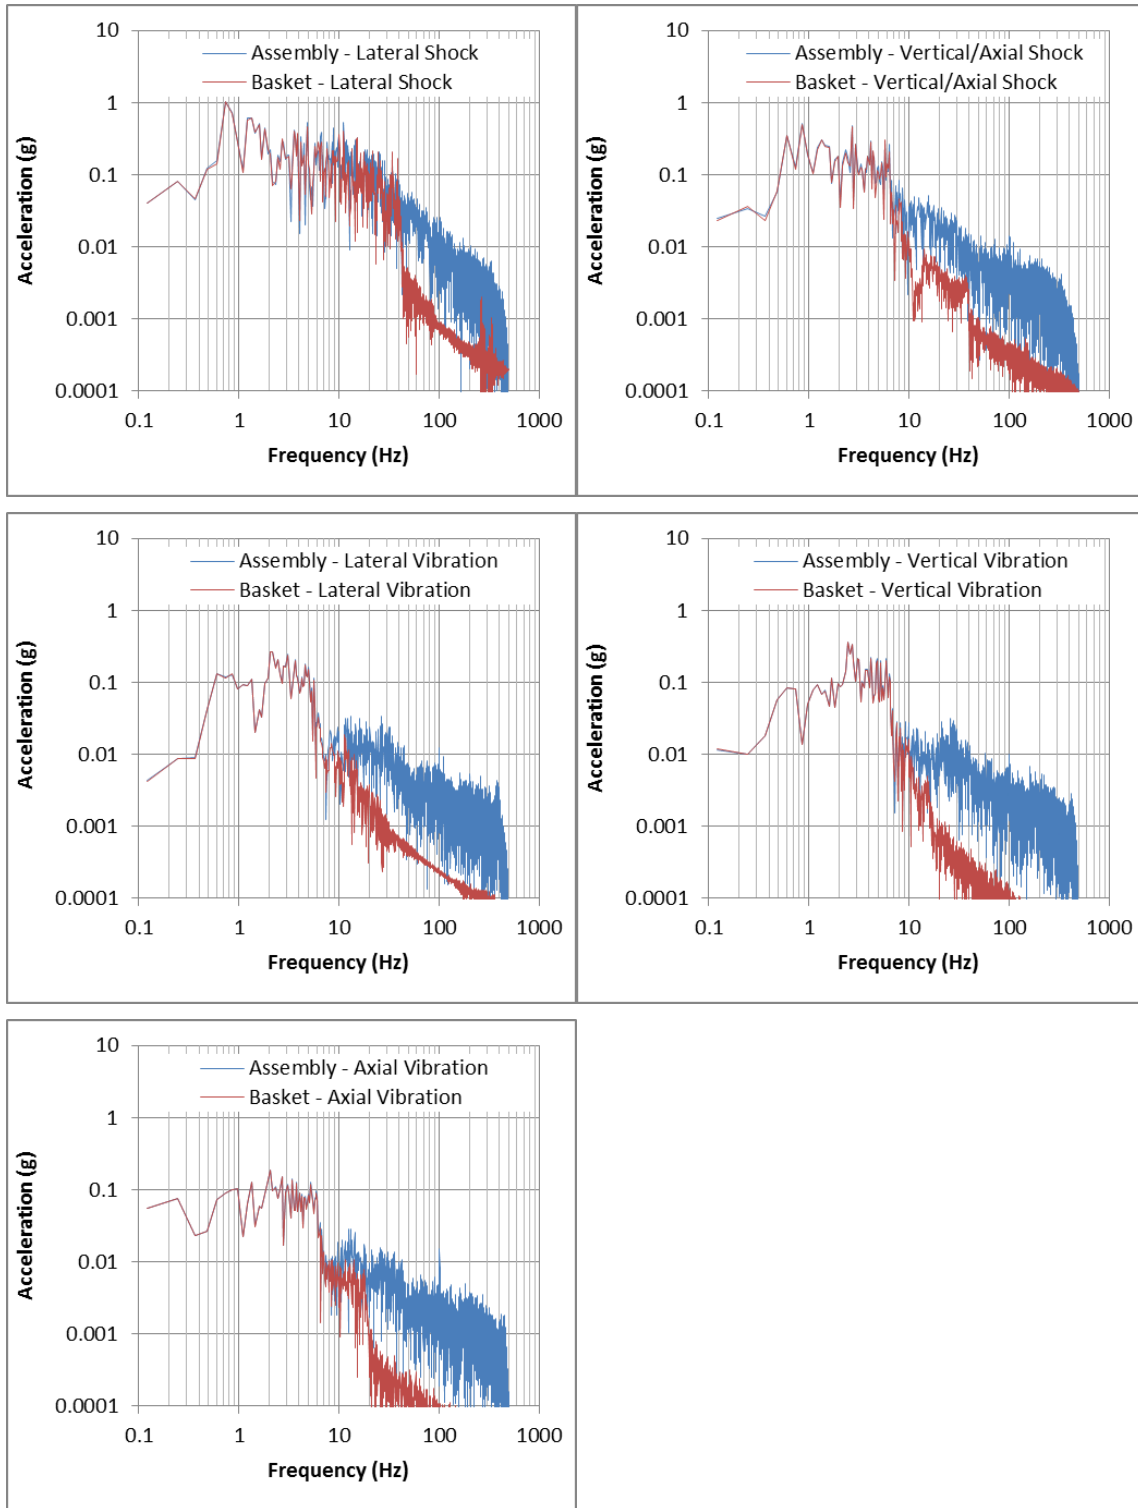 10
1
0.1
0.01
0.001
0.0001
Acceleration (g)
Assembly - Lateral Shock
Basket - Lateral Shock
0.1 1 10 100 1000
Frequency (Hz)
10
1
0.1
0.01
0.001
0.0001
Acceleration (g)
Assembly - Vertical/Axial Shock
Basket - Vertical/Axial Shock
0.1 1 10 100 1000
Frequency (Hz)
10
1
0.1
0.01
0.001
0.0001
Acceleration (g)
Assembly - Lateral Vibration
Basket - Lateral Vibration
0.1 1 10 100 1000
Frequency (Hz)
10
1
0.1
0.01
0.001
0.0001
Acceleration (g)
Assembly - Vertical Vibration
Basket - Vertical Vibration
0.1 1 10 100 1000
Frequency (Hz)
10
1
0.1
0.01
0.001
0.0001
Acceleration (g)
Assembly - Axial Vibration
Basket - Axial Vibration
0.1 1 10 100 1000
Frequency (Hz)